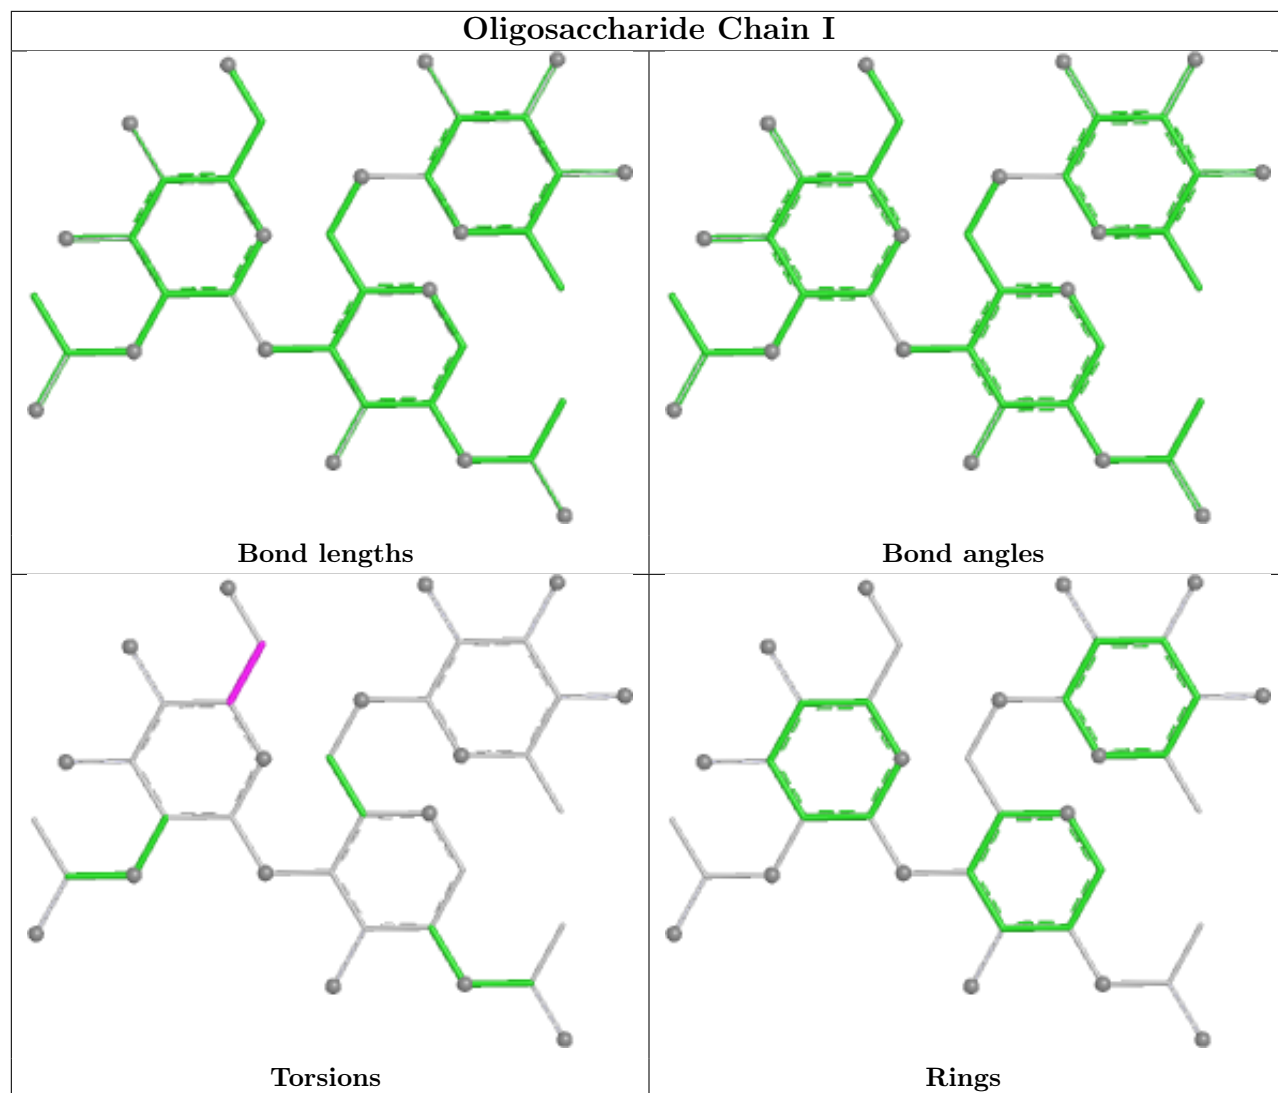 Oligosaccharide Chain I
Bond lengths
Bond angles
Torsions
Rings